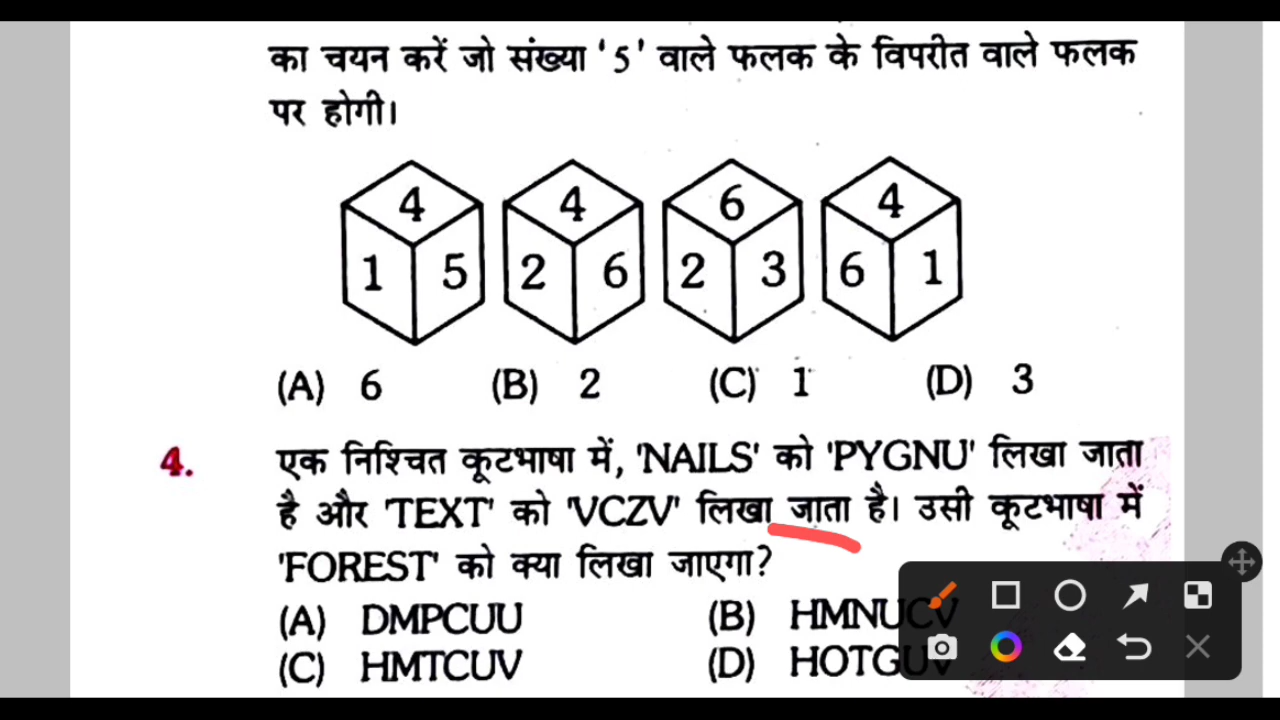 का चयन करें जो संख्या '5' वाले फलक के विपरीत वाले फलक
पर होगी।
4 4 6 4
1 5 2 6 2 3 6 1
(A) 6 (B) 2 (C) 1 (D) 3
4. एक निश्चित कूटभाषा में, 'NAILS' को 'PYGNU' लिखा जाता
है और 'TEXT' को 'VCZV' लिखा जाता है। उसी कूटभाषा में
'FOREST' को क्या लिखा जाएगा?
(A) DMPCUU (B) HMNUCV
(C) HMTCUV (D) HOTGUV